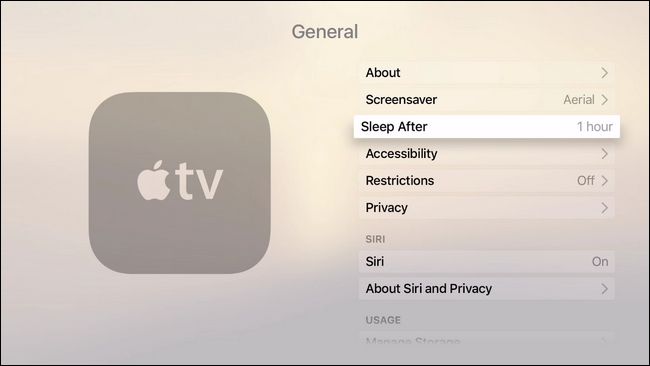 General
tv
About
Screensaver Aerial
Sleep After 1 hour
Accessibility
Restrictions Off
Privacy
SIRI
Siri On
About Siri and Privacy
USAGE
Manage Storage